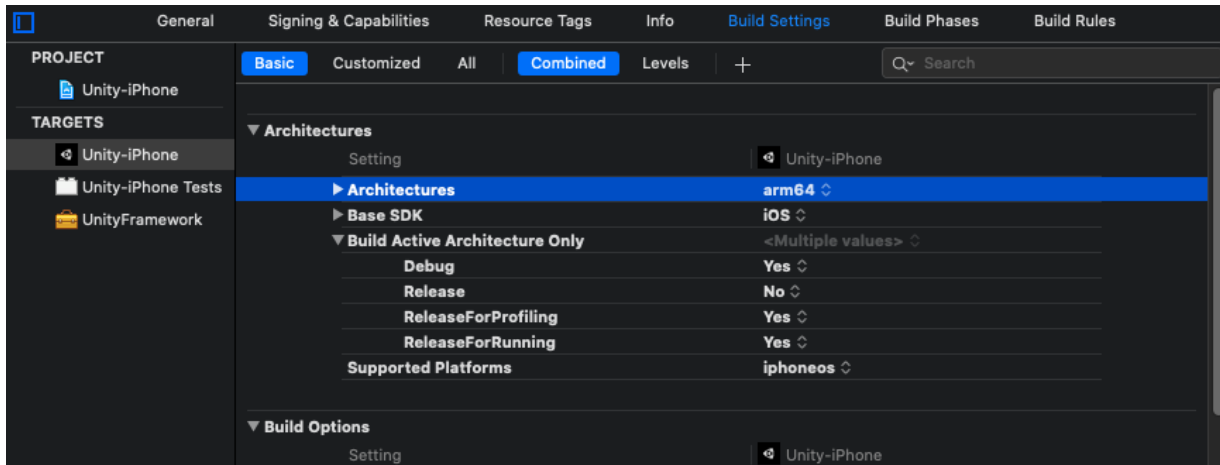 General Signing & Capabilities Resource Tags Info Build Settings Build Phases Build Rules
PROJECT
Unity-iPhone
TARGETS
Unity-iPhone
Unity-iPhone Tests
UnityFramework
Basic Customized All Combined Levels + Search
Architectures
Setting Unity-iPhone
Architectures arm64
Base SDK iOS
Build Active Architecture Only <Multiple values>
Debug Yes
Release No
ReleaseForProfiling Yes
ReleaseForRunning Yes
Supported Platforms iphoneos
Build Options
Setting Unity-iPhone